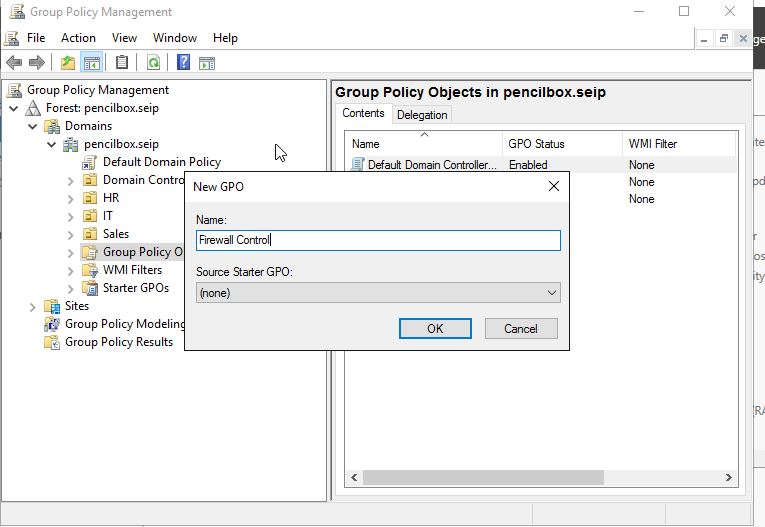 Group Policy Management
File Action View Window Help
Group Policy Management
Forest: pencilbox.seip
Domains
pencilbox.seip
Default Domain Policy
Domain Contro
HR
IT
Sales
Group Policy O
WMI Filters
Starter GPOs
Sites
Group Policy Modeling
Group Policy Results
Group Policy Objects in pencilbox.seip
Contents Delegation
Name GPO Status WMI Filter
Default Domain Controller... Enabled None
None
None
New GPO
Name:
Firewall Control
Source Starter GPO:
(none)
OK Cancel